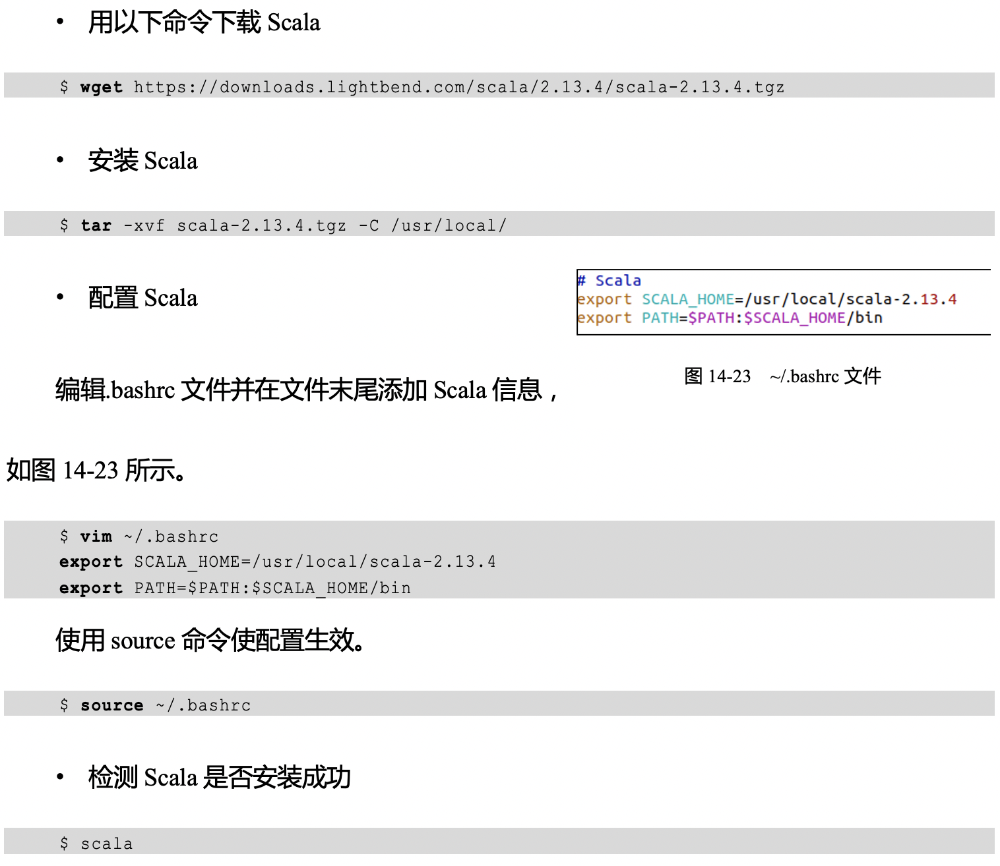 • 用以下命令下载 Scala
$ wget https://downloads.lightbend.com/scala/2.13.4/scala-2.13.4.tgz
• 安装 Scala
$ tar -xvf scala-2.13.4.tgz -C /usr/local/
• 配置 Scala
# Scala
export SCALA_HOME=/usr/local/scala-2.13.4
export PATH=$PATH:$SCALA_HOME/bin
图 14-23 ~/.bashrc 文件
编辑.bashrc 文件并在文件末尾添加 Scala 信息，
如图 14-23 所示。
$ vim ~/.bashrc
export SCALA_HOME=/usr/local/scala-2.13.4
export PATH=$PATH:$SCALA_HOME/bin
使用 source 命令使配置生效。
$ source ~/.bashrc
• 检测 Scala 是否安装成功
$ scala